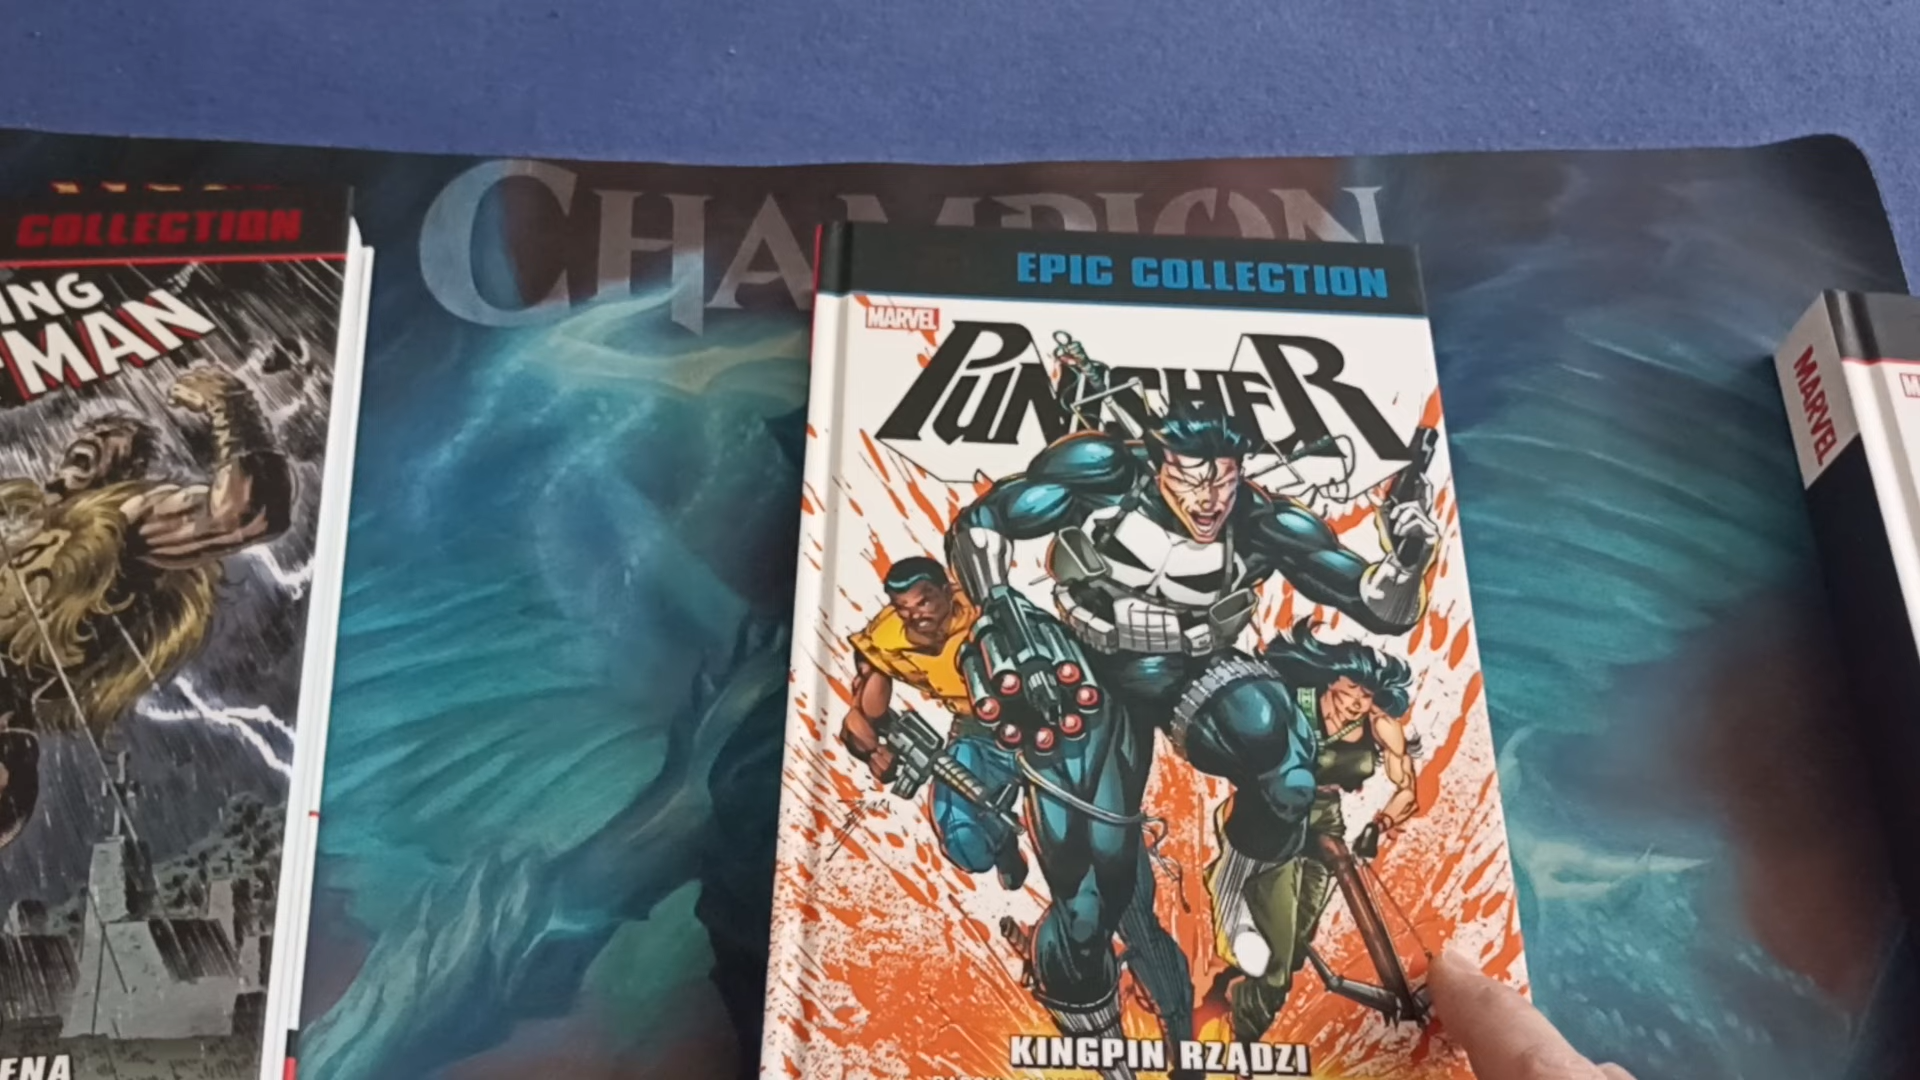 CHAMPION
COLLECTION
ING
MAN
ENA
EPIC COLLECTION
MARVEL
PUNISHER
KINGPIN RZĄDZI
MARVEL